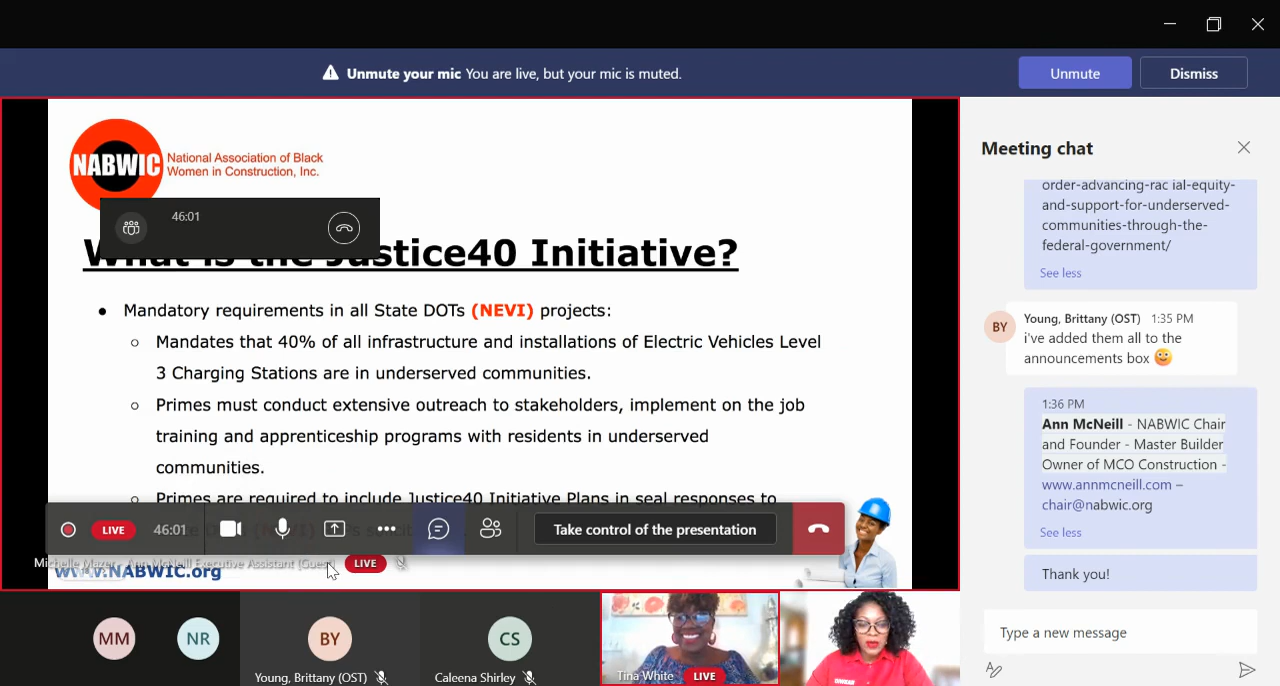 Unmute your mic You are live, but your mic is muted.
Unmute
Dismiss
NABWIC
National Association of Black
Women in Construction, Inc.
46:01
What is the Justice40 Initiative?
• Mandatory requirements in all State DOTs (NEVI) projects:
○ Mandates that 40% of all infrastructure and installations of Electric Vehicles Level
3 Charging Stations are in underserved communities.
○ Primes must conduct extensive outreach to stakeholders, implement on the job
training and apprenticeship programs with residents in underserved
communities.
○ Primes are required to include Justice40 Initiative Plans in seal responses to
LIVE
46:01
Take control of the presentation
Michelle Mazer - Ann McNeill Executive Assistant [Gues
LIVE
www.NABWIC.org
MM
NR
BY
Young, Brittany (OST)
CS
Caleena Shirley
Tina White
LIVE
Meeting chat
order-advancing-rac ial-equity-
and-support-for-underserved-
communities-through-the-
federal-government/
See less
BY
Young, Brittany (OST) 1:35 PM
i've added them all to the
announcements box
1:36 PM
Ann McNeill - NABWIC Chair
and Founder - Master Builder
Owner of MCO Construction -
www.annmcneill.com –
chair@nabwic.org
See less
Thank you!
Type a new message